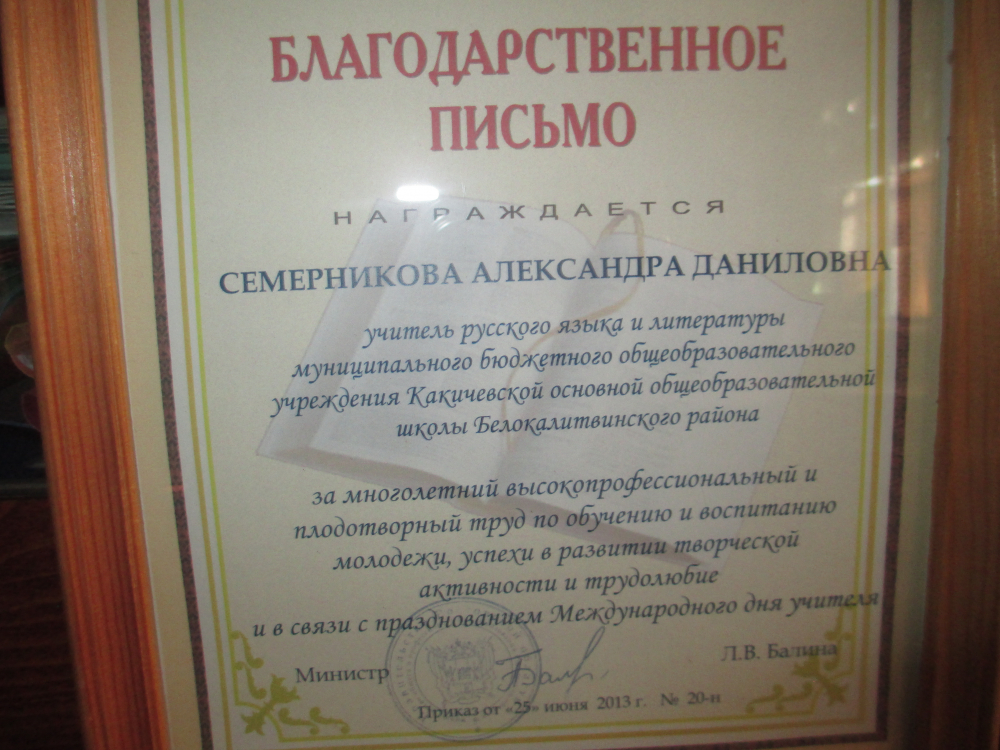 БЛАГОДАРСТВЕННОЕ
ПИСЬМО
НАГРАЖДАЕТСЯ
СЕМЕРНИКОВА АЛЕКСАНДРА ДАНИЛОВНА
учитель русского языка и литературы
муниципального бюджетного общеобразовательного
учреждения Какичевской основной общеобразовательной
школы Белокалитвинского района
за многолетний высокопрофессиональный и
плодотворный труд по обучению и воспитанию
молодежи, успехи в развитии творческой
активности и трудолюбие
и в связи с празднованием Международного дня учителя
Министр Л.В. Балина
Приказ от «25» июня 2013 г. № 20-н